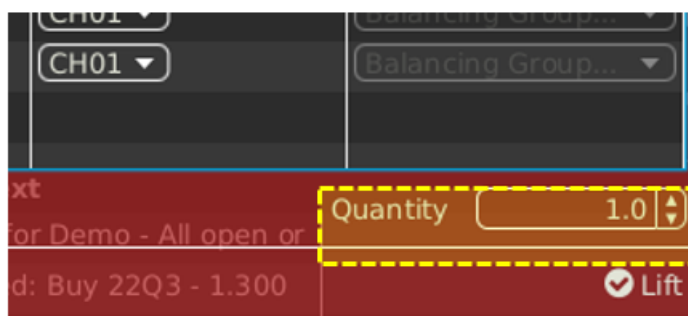 CH01
Balancing Group...
CH01
Balancing Group...
xt
Quantity 1.0
for Demo - All open or
ed: Buy 22Q3 - 1.300
Lift